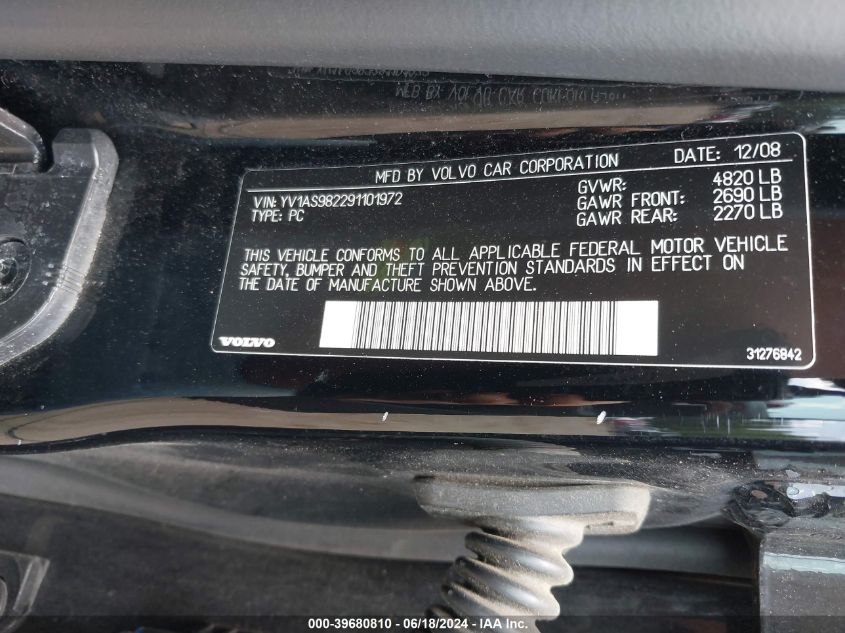 MFD BY VOLVO CAR CORPORATION DATE: 12/08
VIN: YV1AS982291101972 GVWR: 4820 LB
TYPE: PC GAWR FRONT: 2690 LB
GAWR REAR: 2270 LB
THIS VEHICLE CONFORMS TO ALL APPLICABLE FEDERAL MOTOR VEHICLE
SAFETY, BUMPER AND THEFT PREVENTION STANDARDS IN EFFECT ON
THE DATE OF MANUFACTURE SHOWN ABOVE.
VOLVO 31276842
000-39680810 | 06/18/2024 | IAA Inc.